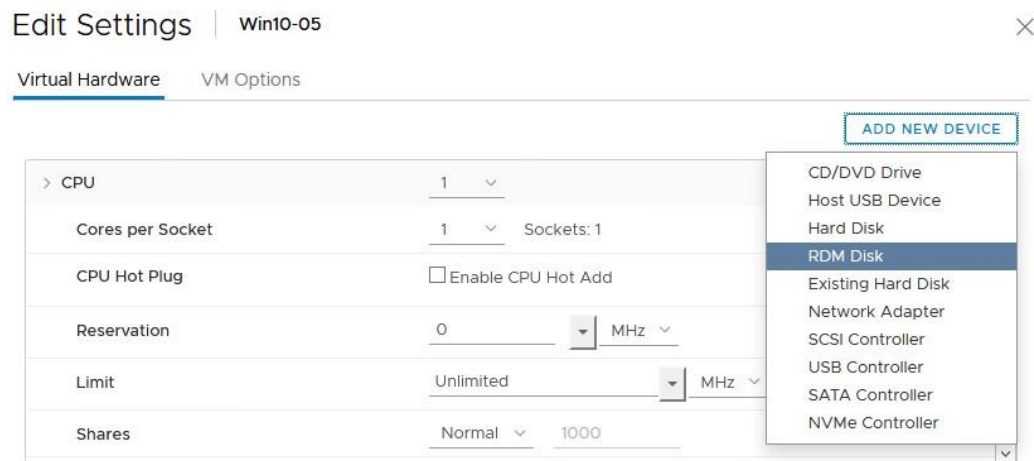 Edit Settings Win10-05
Virtual Hardware VM Options
ADD NEW DEVICE
CPU 1
Cores per Socket 1 Sockets: 1
CPU Hot Plug Enable CPU Hot Add
Reservation 0 MHz
Limit Unlimited MHz
Shares Normal 1000
CD/DVD Drive
Host USB Device
Hard Disk
RDM Disk
Existing Hard Disk
Network Adapter
SCSI Controller
USB Controller
SATA Controller
NVMe Controller